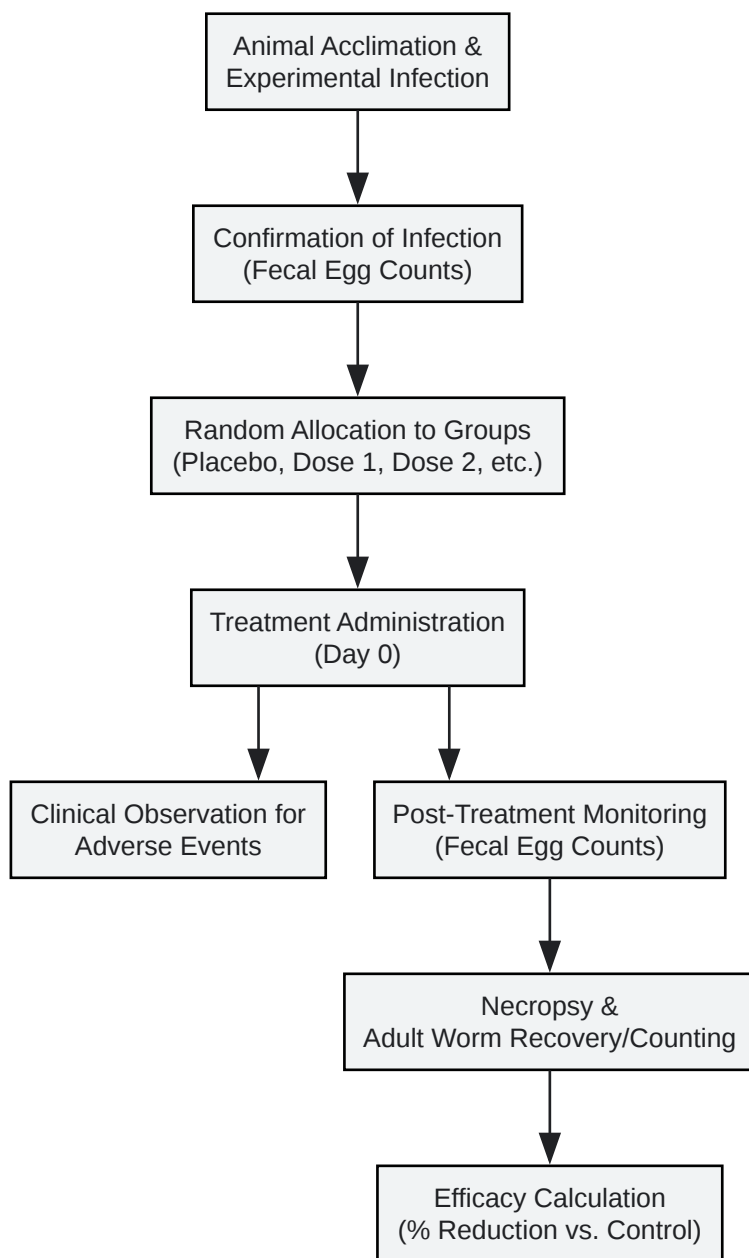 Animal Acclimation &
Experimental Infection
Confirmation of Infection
(Fecal Egg Counts)
Random Allocation to Groups
(Placebo, Dose 1, Dose 2, etc.)
Treatment Administration
(Day 0)
Clinical Observation for
Adverse Events
Post-Treatment Monitoring
(Fecal Egg Counts)
Necropsy &
Adult Worm Recovery/Counting
Efficacy Calculation
(% Reduction vs. Control)